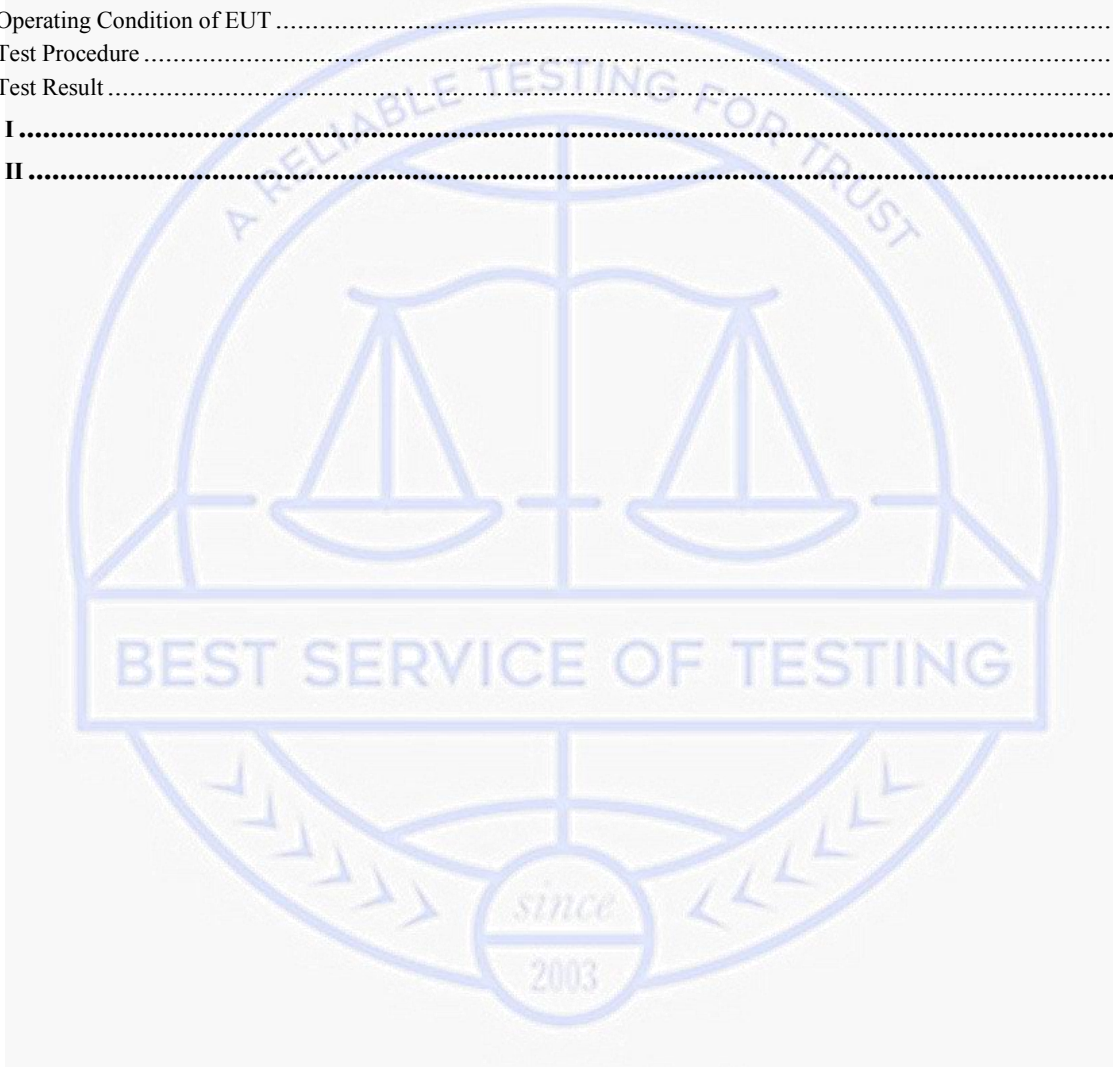 Operating Condition of EUT ........................................................................................................................
Test Procedure ........................................................................................................................
Test Result ........................................................................................................................
I ........................................................................................................................
II ........................................................................................................................
A RELIABLE TESTING FOR TRUST
BEST SERVICE OF TESTING
since
2003